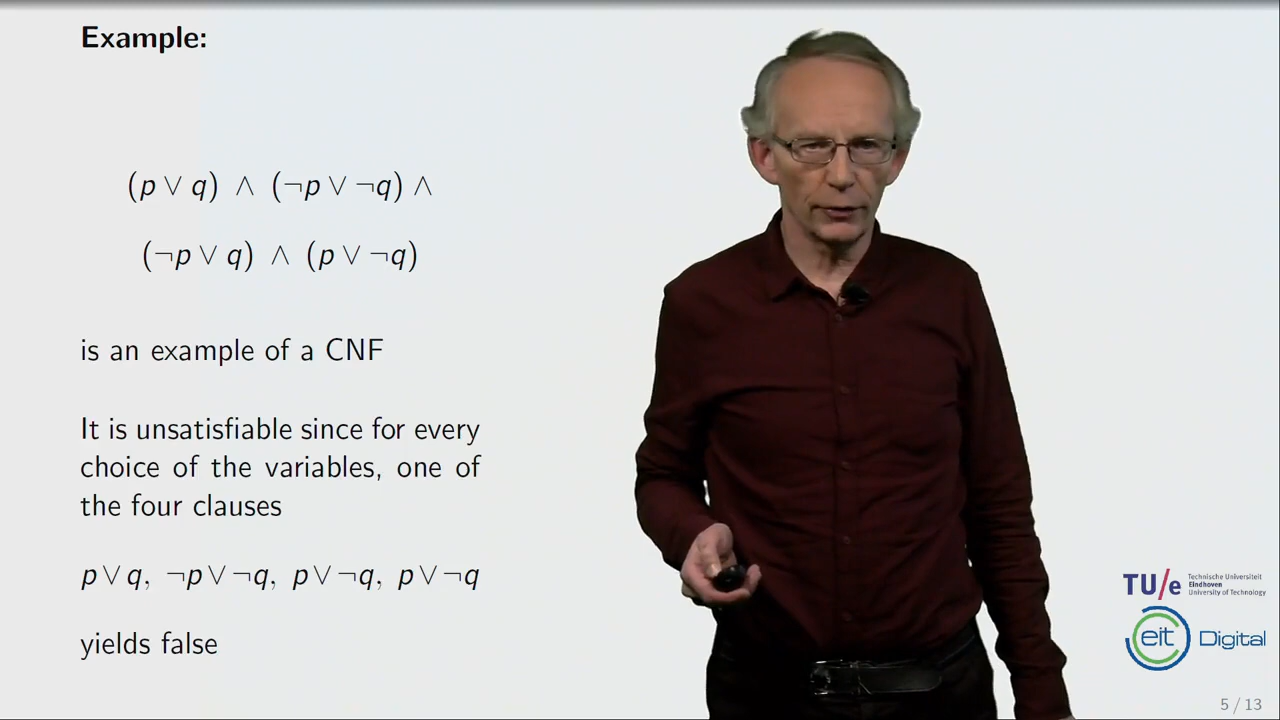 Example:
(p ∨ q) ∧ (¬p ∨ ¬q) ∧
(¬p ∨ q) ∧ (p ∨ ¬q)
is an example of a CNF
It is unsatisfiable since for every
choice of the variables, one of
the four clauses
p ∨ q, ¬p ∨ ¬q, p ∨ ¬q, p ∨ ¬q
yields false
TU/e Technische Universiteit
Eindhoven
University of Technology
eit Digital
5 / 13